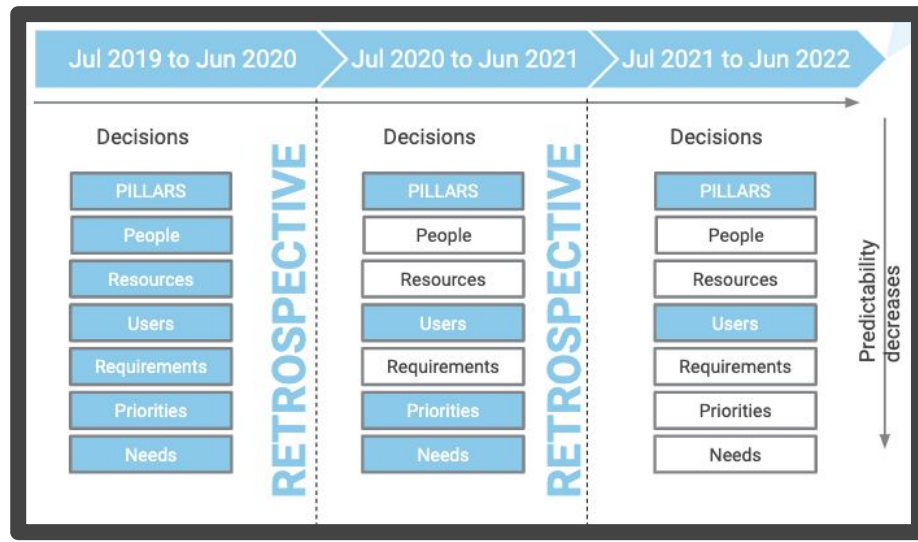 Jul 2019 to Jun 2020
Jul 2020 to Jun 2021
Jul 2021 to Jun 2022
Decisions
PILLARS
People
Resources
Users
Requirements
Priorities
Needs
RETROSPECTIVE
Decisions
PILLARS
People
Resources
Users
Requirements
Priorities
Needs
RETROSPECTIVE
Decisions
PILLARS
People
Resources
Users
Requirements
Priorities
Needs
Predictability
decreases